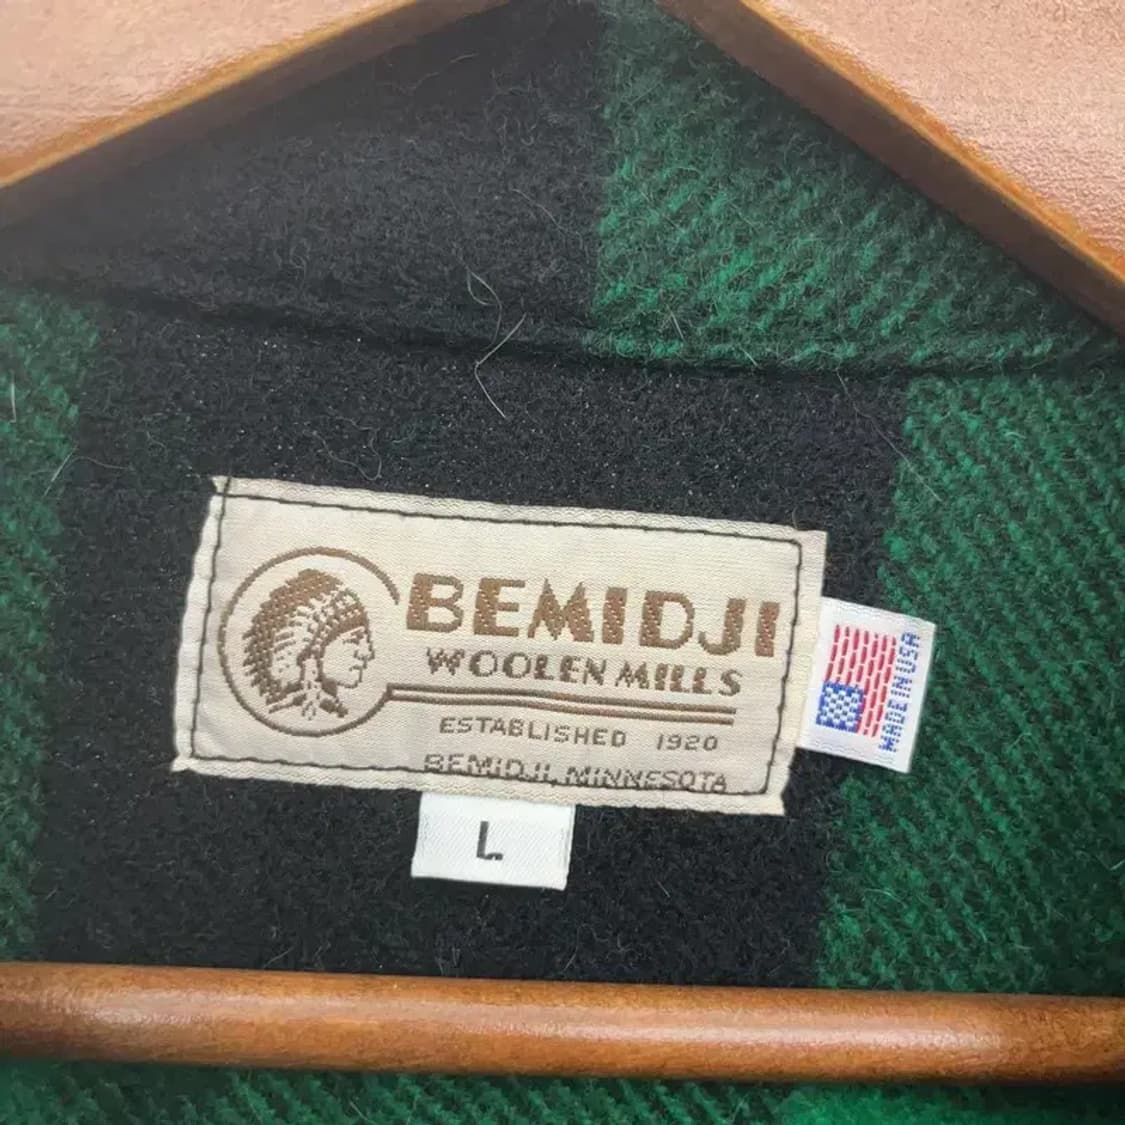 BEMIDJI
WOOLEN MILLS
ESTABLISHED 1920
BEMIDJI, MINNESOTA
MADE IN USA
L